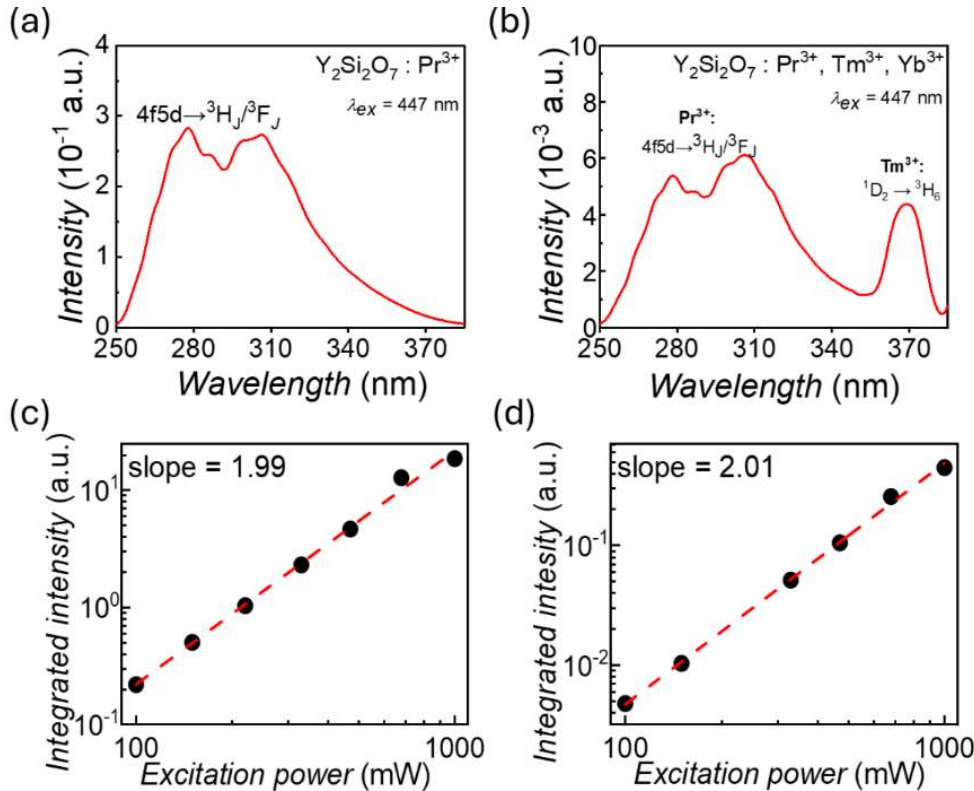 (a)
Intensity (10⁻¹ a.u.)
4
3
2
1
0
Y₂Si₂O₇ : Pr³⁺
λex = 447 nm
4f5d→³HJ/³FJ
250 280 310 340 370
Wavelength (nm)
(b)
Intensity (10⁻³ a.u.)
10
8
6
4
2
0
Y₂Si₂O₇ : Pr³⁺, Tm³⁺, Yb³⁺
λex = 447 nm
Pr³⁺:
4f5d→³HJ/³FJ
Tm³⁺:
¹D₂ → ³H₆
250 280 310 340 370
Wavelength (nm)
(c)
Integrated intensity (a.u.)
slope = 1.99
10¹
10⁰
10⁻¹
100 1000
Excitation power (mW)
(d)
Integrated intesity (a.u.)
slope = 2.01
10⁻¹
10⁻²
100 1000
Excitation power (mW)